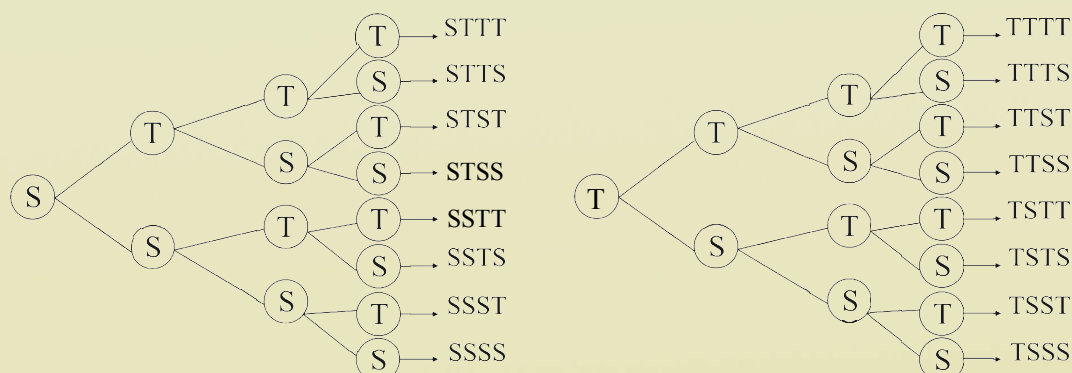 T STTT
S STTS
T STST
S STSS
T SSTT
S SSTS
T SSST
S SSSS
T
S
T
S
T
S
S
T TTTT
S TTTS
T TTST
S TTSS
T TSTT
S TSTS
T TSST
S TSSS
T
S
T
S
T
S
T